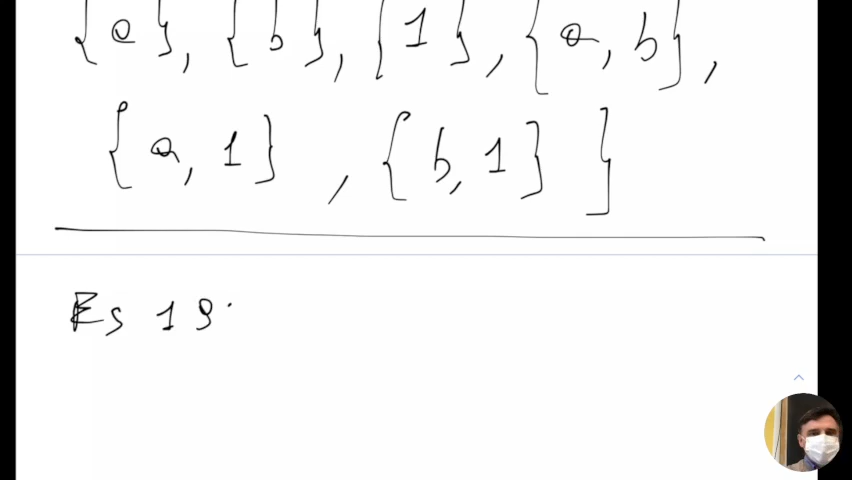 {a}, {b}, {1}, {a, b},
{a, 1}, {b, 1} }
Es 19.